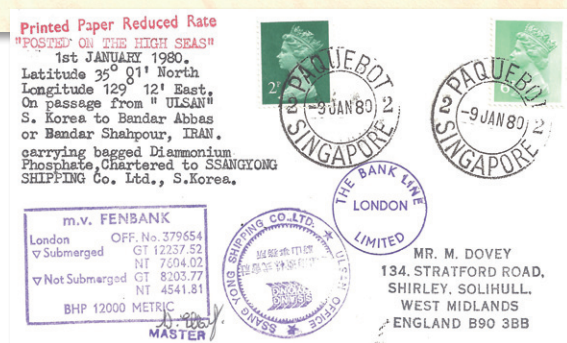 Printed Paper Reduced Rate
"POSTED ON THE HIGH SEAS"
1st JANUARY 1980.
Latitude 35° 01' North
Longitude 129° 12' East.
On passage from " ULSAN"
S. Korea to Bandar Abbas
or Bandar Shahpour, IRAN.
carrying bagged Diammonium
Phosphate,Chartered to SSANGYONG
SHIPPING Co. Ltd., S.Korea.
PAQUEBOT
2 -9 JAN 80 2
SINGAPORE
PAQUEBOT
2 -9 JAN 80 2
SINGAPORE
m.v. FENBANK
London OFF. No. 379654
▽ Submerged GT 12237.52
NT 7604.02
▽ Not Submerged GT 8203.77
NT 4541.81
BHP 12000 METRIC
MASTER
SSANG YONG SHIPPING CO.,LTD.
ULSAN OFFICE
THE BANK LINE
LONDON
LIMITED
MR. M. DOVEY
134. STRATFORD ROAD,
SHIRLEY, SOLIHULL,
WEST MIDLANDS
ENGLAND B90 3BB